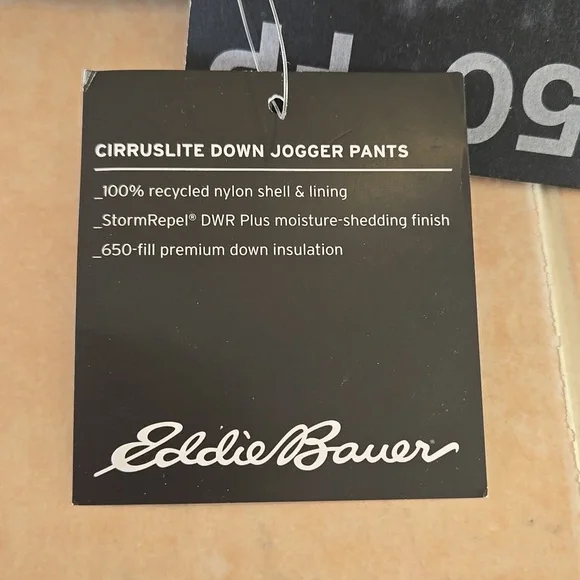 CIRRUSLITE DOWN JOGGER PANTS
_100% recycled nylon shell & lining
_StormRepel® DWR Plus moisture-shedding finish
_650-fill premium down insulation
Eddie Bauer